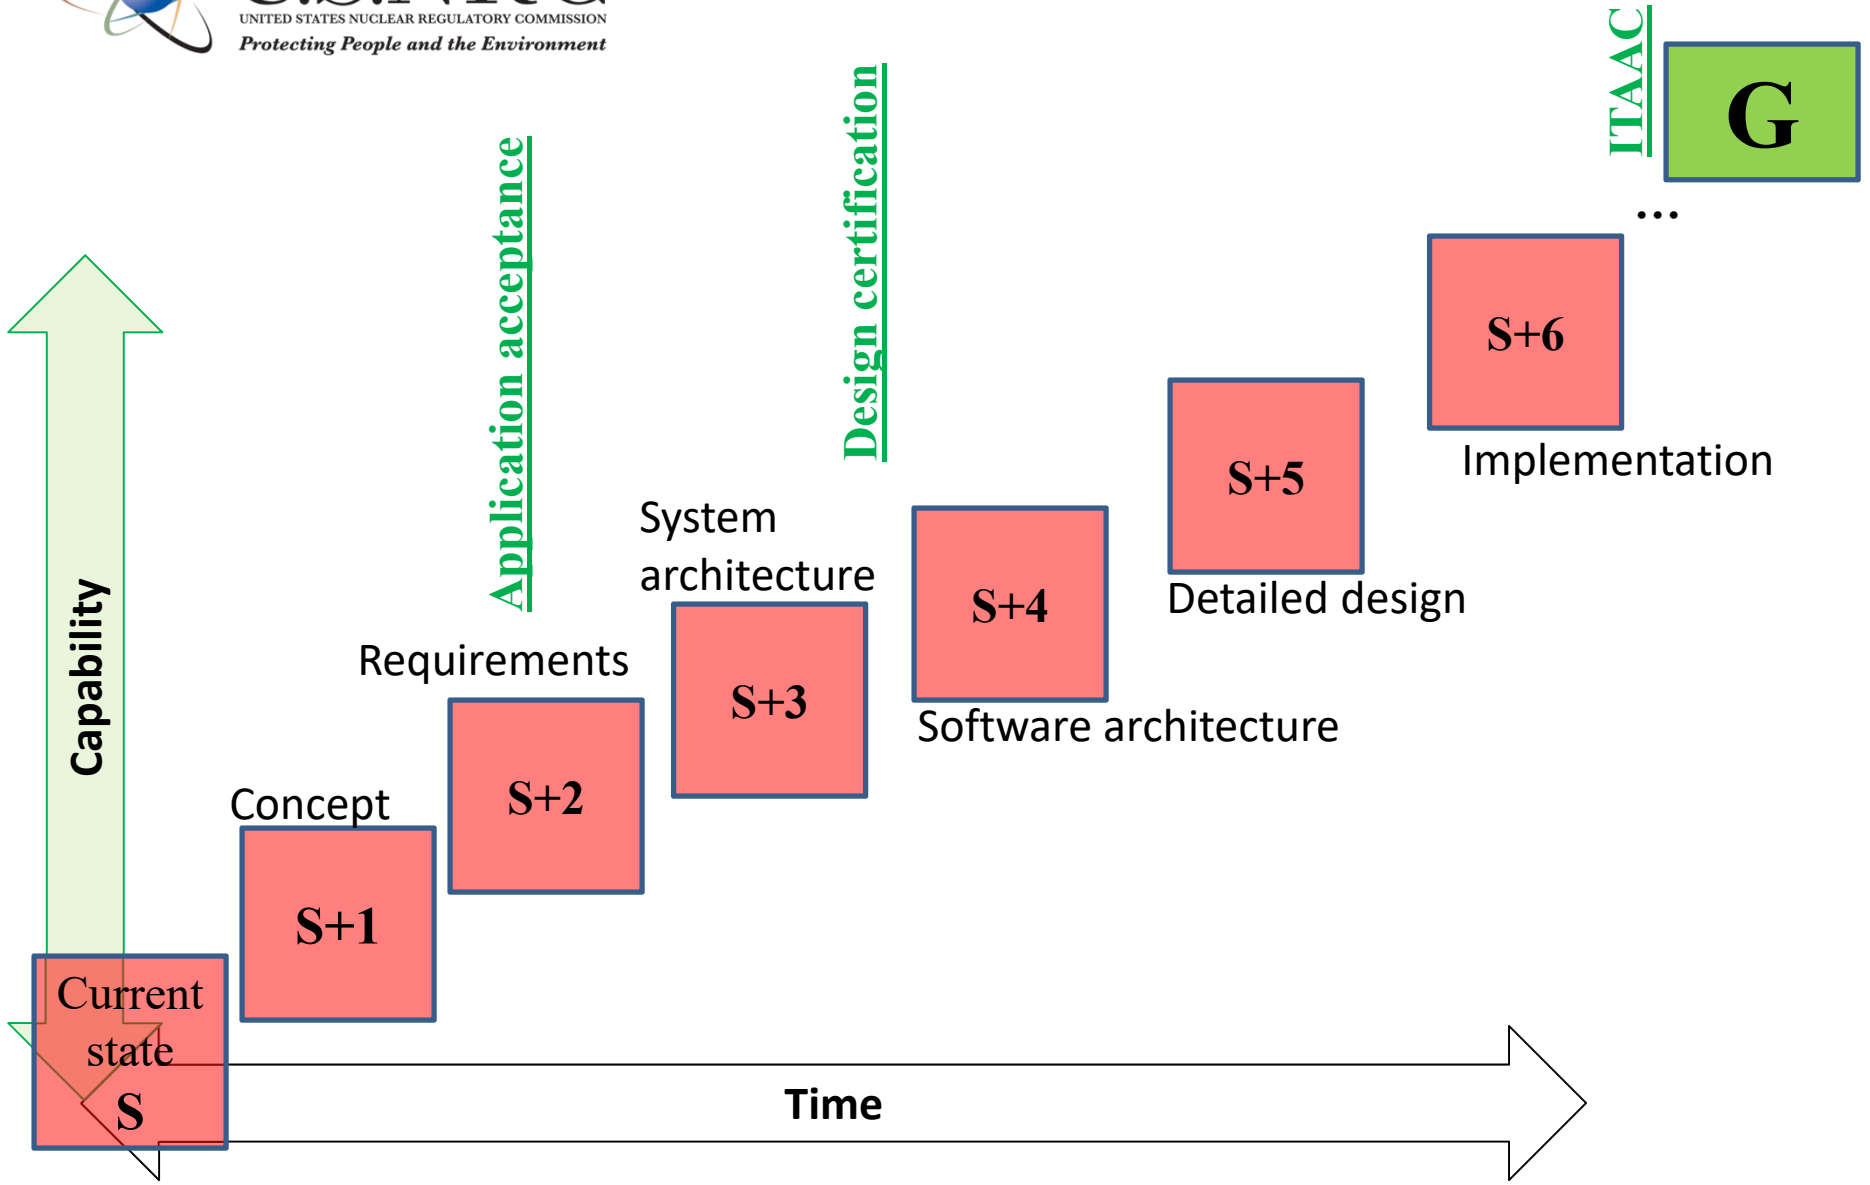 UNITED STATES NUCLEAR REGULATORY COMMISSION
Protecting People and the Environment
ITAAC
G
...
Design certification
Application acceptance
S+6
Implementation
S+5
Detailed design
System
architecture
S+4
Software architecture
S+3
Requirements
S+2
Capability
Concept
S+1
Current
state
S
Time